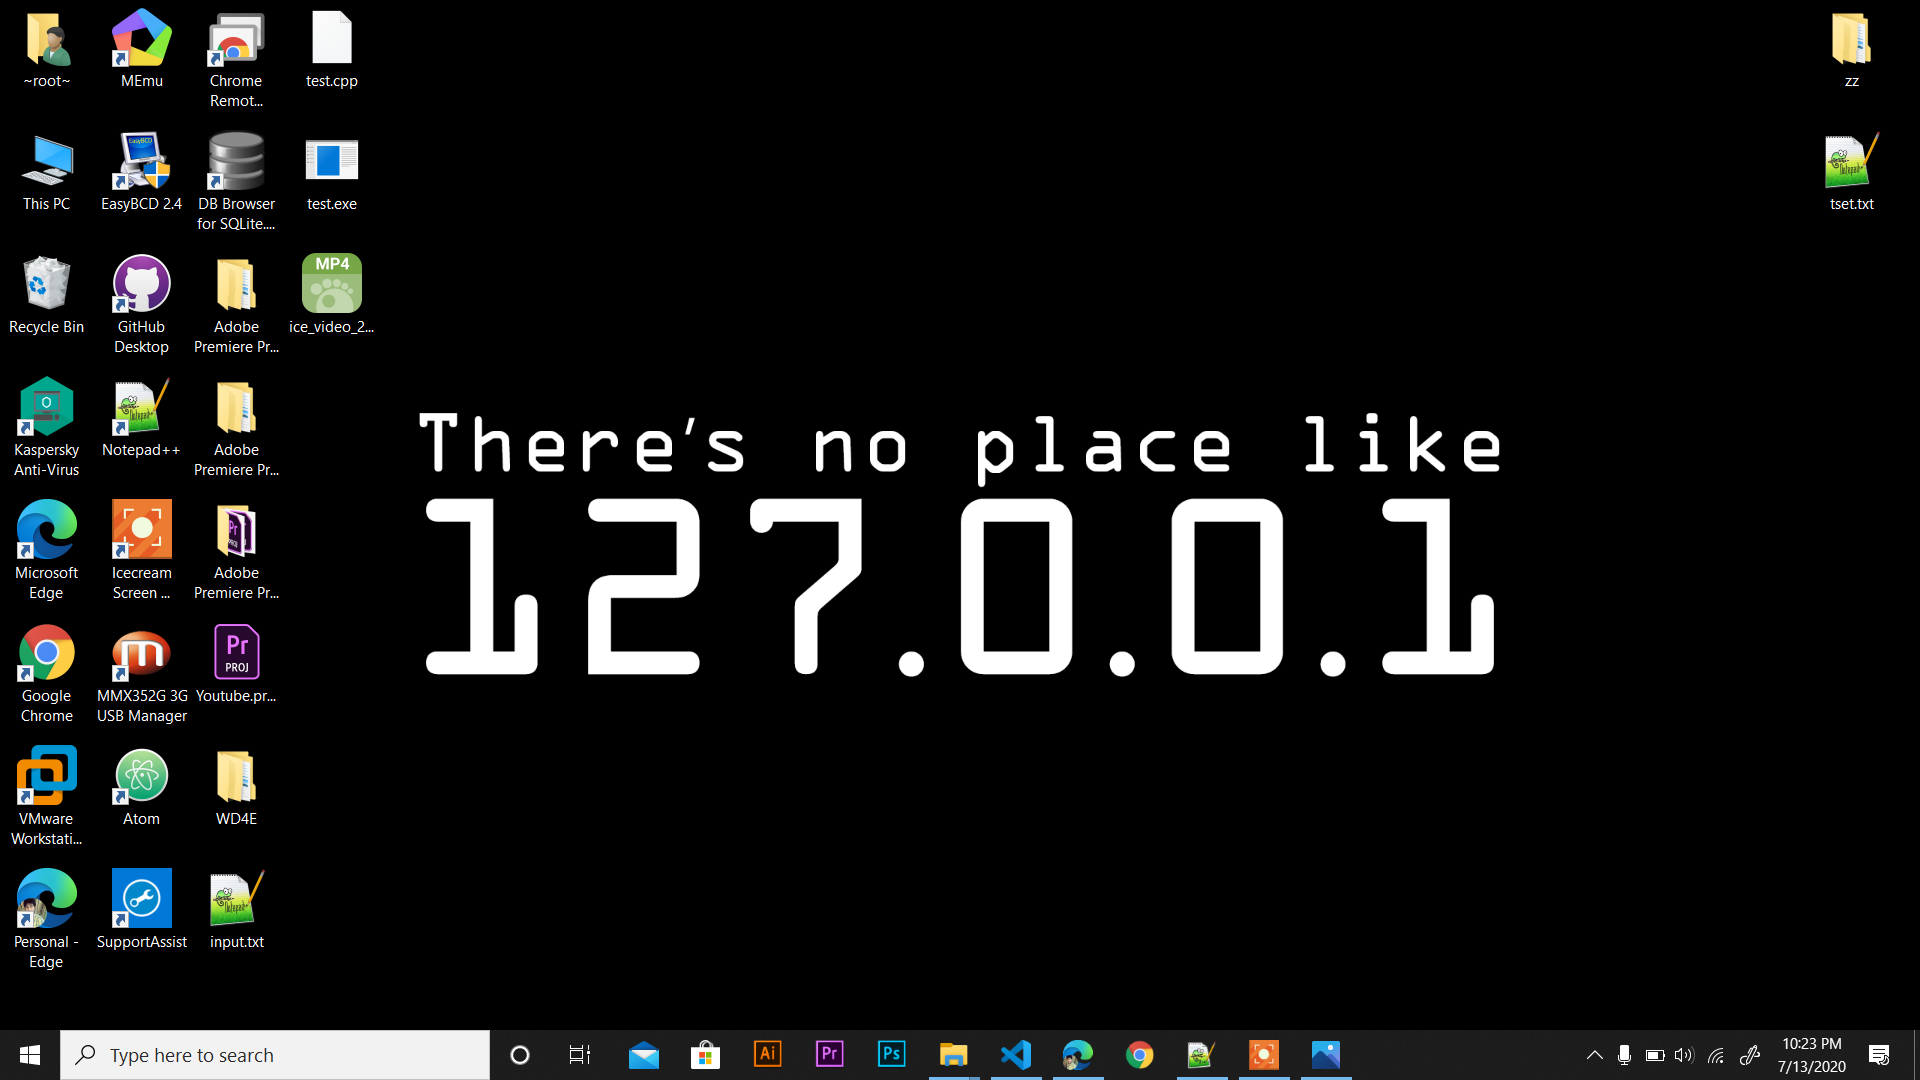 ~root~
MEmu
Chrome
Remot...
test.cpp
zz
This PC
EasyBCD
EasyBCD 2.4
DB Browser
for SQLite....
test.exe
tset.txt
Recycle Bin
GitHub
Desktop
Adobe
Premiere Pr...
MP4
ice_video_2...
Kaspersky
Anti-Virus
Notepad++
Adobe
Premiere Pr...
There's no place like
127.0.0.1
Microsoft
Edge
Icecream
Screen ...
Adobe
Premiere Pr...
Google
Chrome
MMX352G 3G
USB Manager
Pr
PROJ
Youtube.pr...
VMware
Workstati...
Atom
WD4E
Personal -
Edge
SupportAssist
input.txt
Type here to search
Ai
Pr
Ps
10:23 PM
7/13/2020